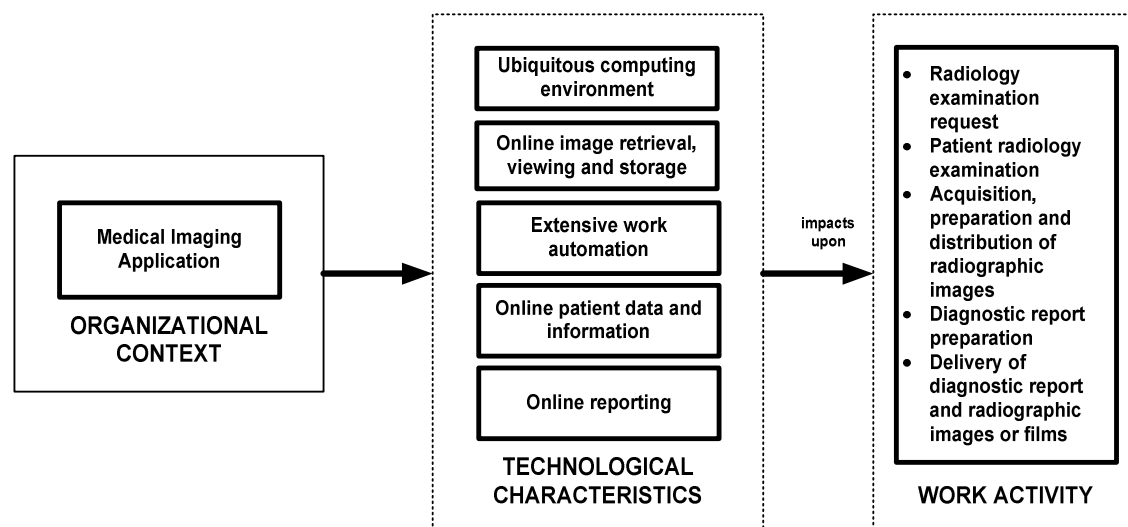 Medical Imaging
Application
ORGANIZATIONAL
CONTEXT
Ubiquitous computing
environment
Online image retrieval,
viewing and storage
Extensive work
automation
Online patient data and
information
Online reporting
TECHNOLOGICAL
CHARACTERISTICS
impacts
upon
• Radiology
examination
request
• Patient radiology
examination
• Acquisition,
preparation and
distribution of
radiographic
images
• Diagnostic report
preparation
• Delivery of
diagnostic report
and radiographic
images or films
WORK ACTIVITY